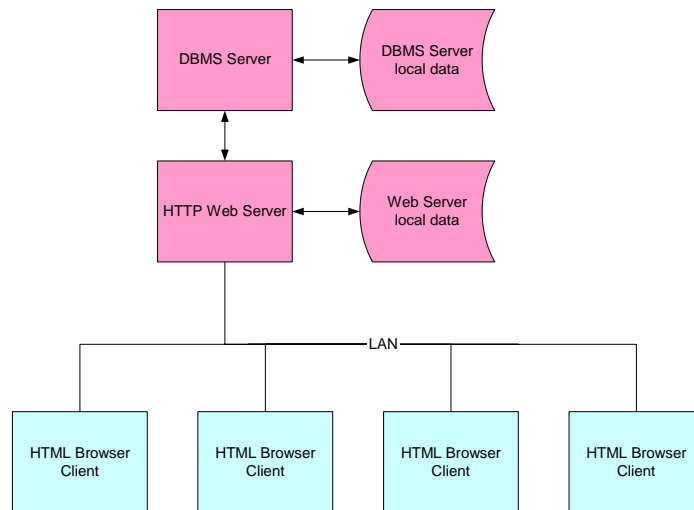 DBMS Server
DBMS Server
local data
HTTP Web Server
Web Server
local data
LAN
HTML Browser
Client
HTML Browser
Client
HTML Browser
Client
HTML Browser
Client